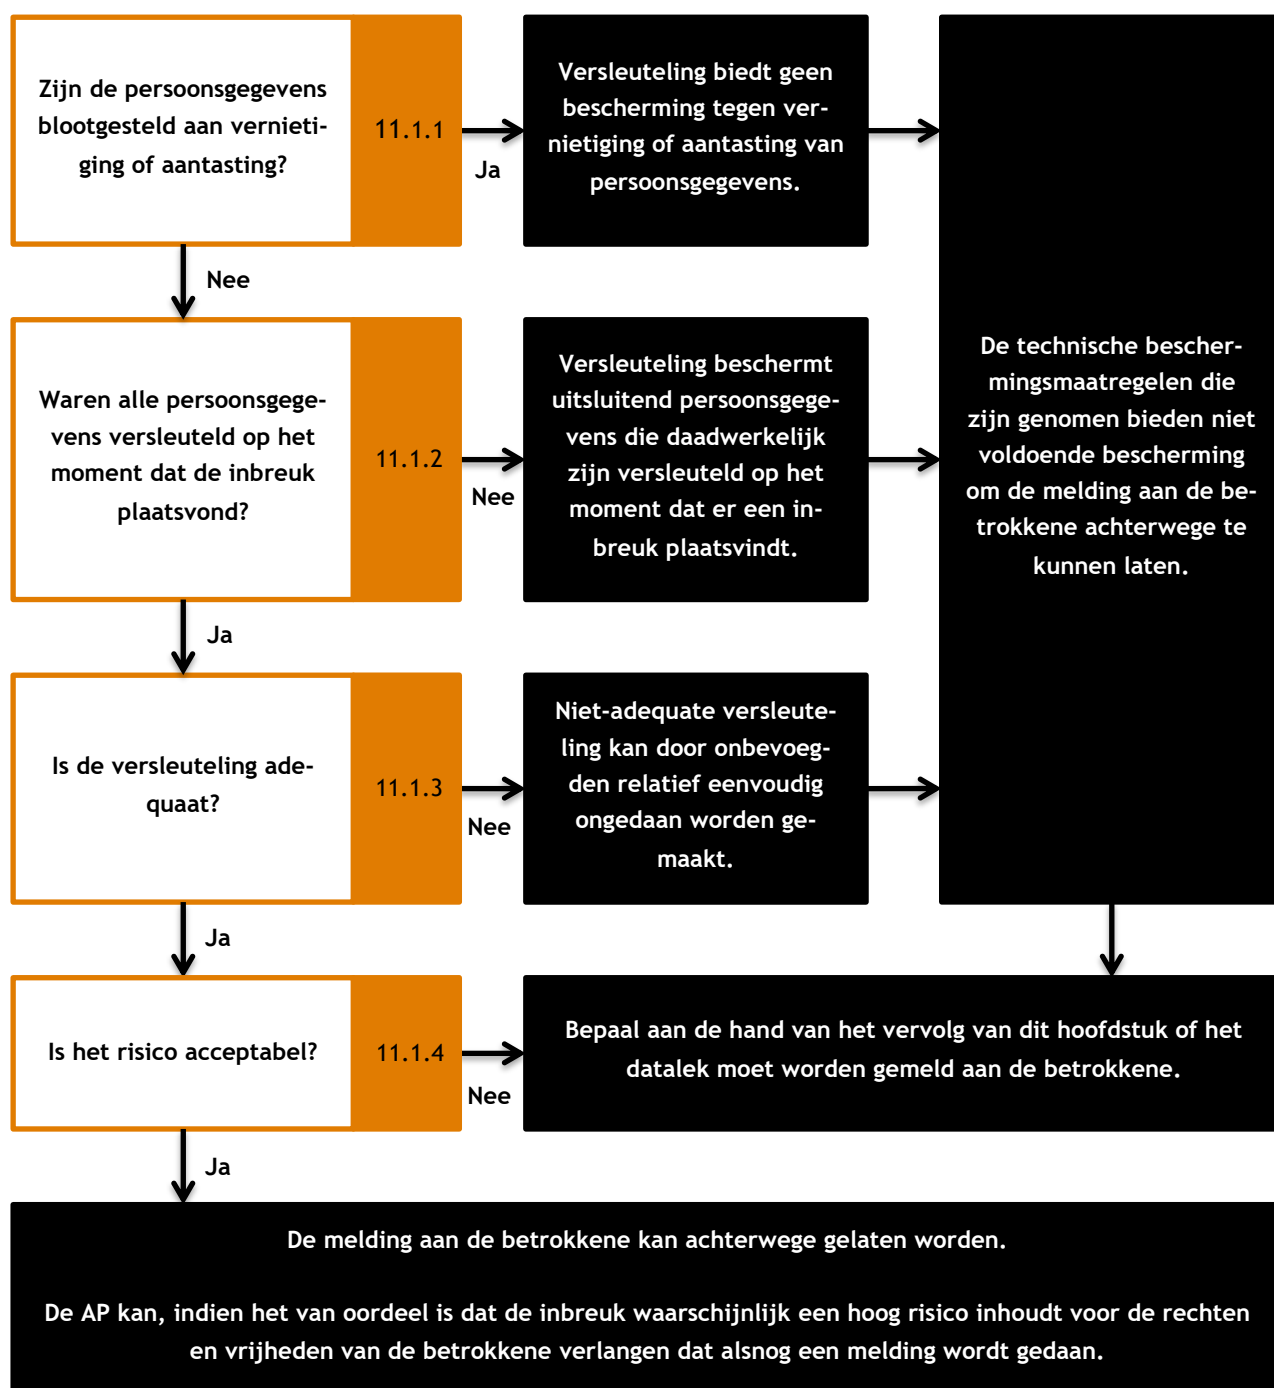 Zijn de persoonsgegevens
blootgesteld aan vernieti-
ging of aantasting?
11.1.1
Ja
Versleuteling biedt geen
bescherming tegen ver-
nietiging of aantasting van
persoonsgegevens.
Nee
Waren alle persoonsgege-
vens versleuteld op het
moment dat de inbreuk
plaatsvond?
11.1.2
Nee
Versleuteling beschermt
uitsluitend persoonsgege-
vens die daadwerkelijk
zijn versleuteld op het
moment dat er een in-
breuk plaatsvindt.
De technische bescher-
mingsmaatregelen die
zijn genomen bieden niet
voldoende bescherming
om de melding aan de be-
trokkene achterwege te
kunnen laten.
Ja
Is de versleuteling ade-
quaat?
11.1.3
Nee
Niet-adequate versleute-
ling kan door onbevoeg-
den relatief eenvoudig
ongedaan worden ge-
maakt.
Ja
Is het risico acceptabel?
11.1.4
Nee
Bepaal aan de hand van het vervolg van dit hoofdstuk of het
datalek moet worden gemeld aan de betrokkene.
Ja
De melding aan de betrokkene kan achterwege gelaten worden.
De AP kan, indien het van oordeel is dat de inbreuk waarschijnlijk een hoog risico inhoudt voor de rechten
en vrijheden van de betrokkene verlangen dat alsnog een melding wordt gedaan.